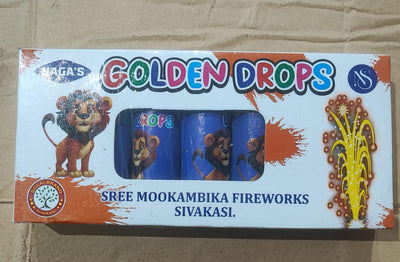 NAGA'S
GOLDEN DROPS
NS
DROPS
SREE MOOKAMBIKA FIREWORKS
SIVAKASI.